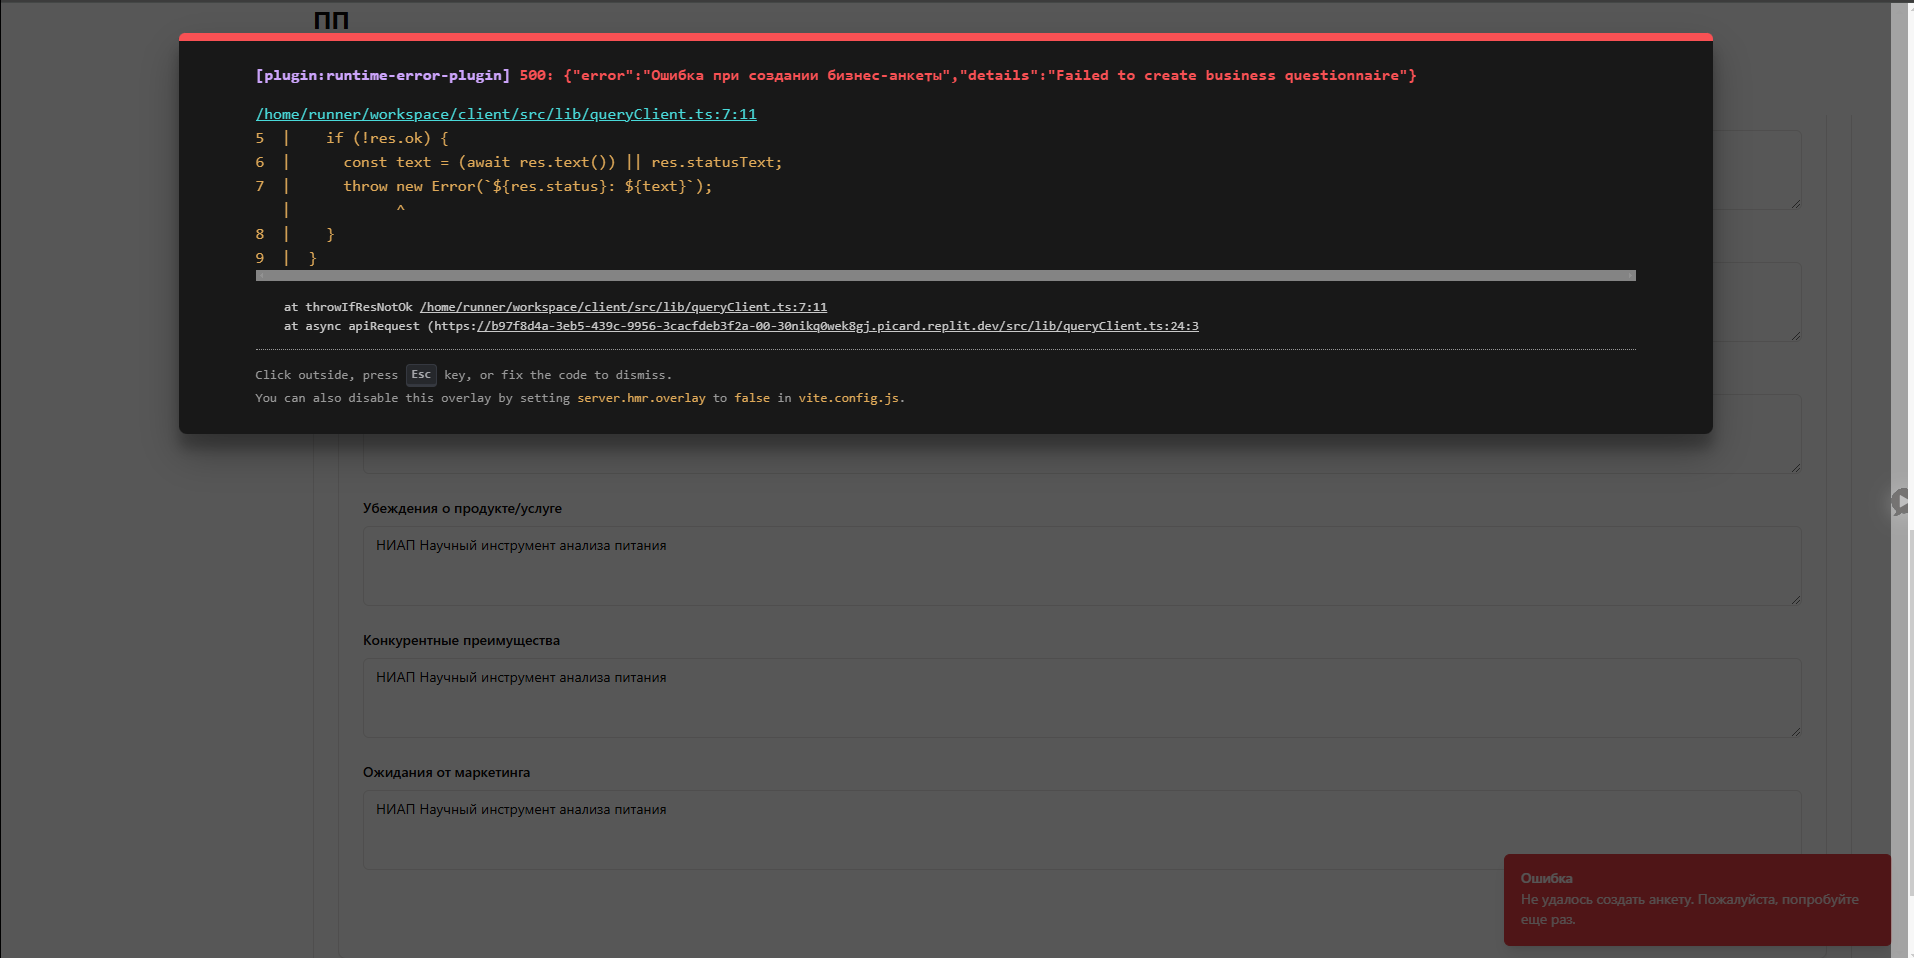 ПП
[plugin:runtime-error-plugin] 500: {"error":"Ошибка при создании бизнес-анкеты","details":"Failed to create business questionnaire"}
/home/runner/workspace/client/src/lib/queryClient.ts:7:11
5  |    if (!res.ok) {
6  |      const text = (await res.text()) || res.statusText;
7  |      throw new Error(`${res.status}: ${text}`);
   |            ^
8  |    }
9  |  }
at throwIfResNotOk /home/runner/workspace/client/src/lib/queryClient.ts:7:11
at async apiRequest (https://b97f8d4a-3eb5-439c-9956-3cacfdeb3f2a-00-30nikq0wek8gj.picard.replit.dev/src/lib/queryClient.ts:24:3
Click outside, press Esc key, or fix the code to dismiss.
You can also disable this overlay by setting server.hmr.overlay to false in vite.config.js.
Убеждения о продукте/услуге
НИАП Научный инструмент анализа питания
Конкурентные преимущества
НИАП Научный инструмент анализа питания
Ожидания от маркетинга
НИАП Научный инструмент анализа питания
Ошибка
Не удалось создать анкету. Пожалуйста, попробуйте
еще раз.